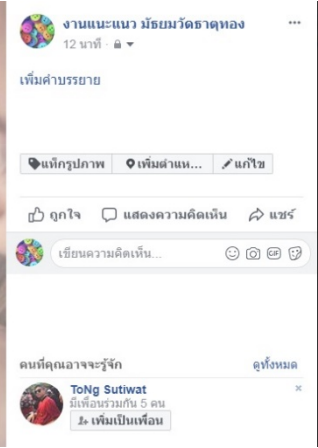 งานแนะแนว มัธยมวัดธาตุทอง
12 นาที ·
เพิ่มคำบรรยาย
แท็กรูปภาพ เพิ่มตำแห... แก้ไข
ถูกใจ แสดงความคิดเห็น แชร์
เขียนความคิดเห็น... GIF
คนที่คุณอาจจะรู้จัก ดูทั้งหมด
ToNg Sutiwat
มีเพื่อนร่วมกัน 5 คน
เพิ่มเป็นเพื่อน